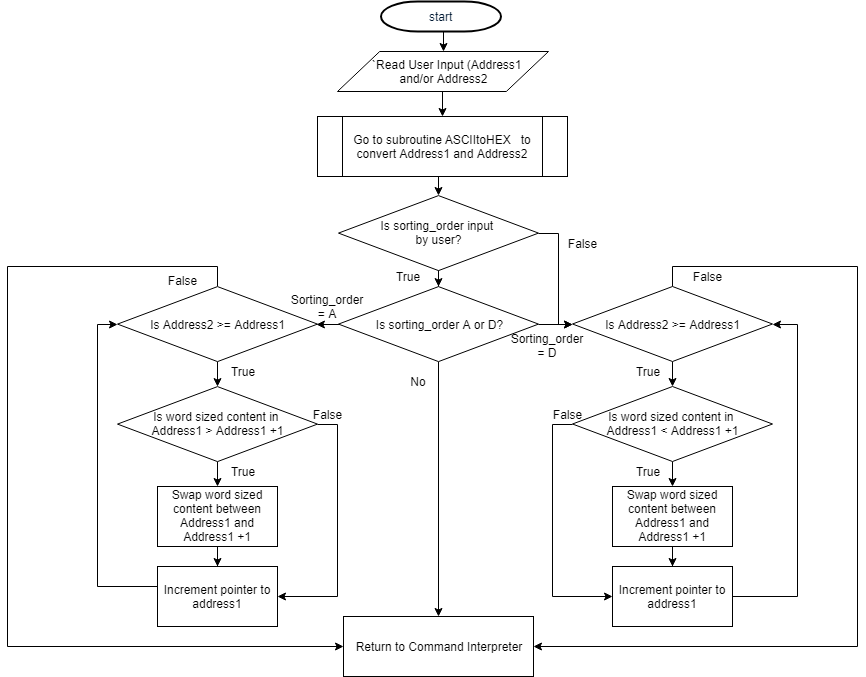 start
`Read User Input (Address1
and/or Address2
Go to subroutine ASCIItoHEX to
convert Address1 and Address2
Is sorting_order input
by user?
False
True
False
Sorting_order
= A
False
Is Address2 >= Address1
Is sorting_order A or D?
Is Address2 >= Address1
Sorting_order
= D
True
No
True
Is word sized content in
Address1 > Address1 +1
False
False
Is word sized content in
Address1 < Address1 +1
True
True
Swap word sized
content between
Address1 and
Address1 +1
Swap word sized
content between
Address1 and
Address1 +1
Increment pointer to
address1
Increment pointer to
address1
Return to Command Interpreter